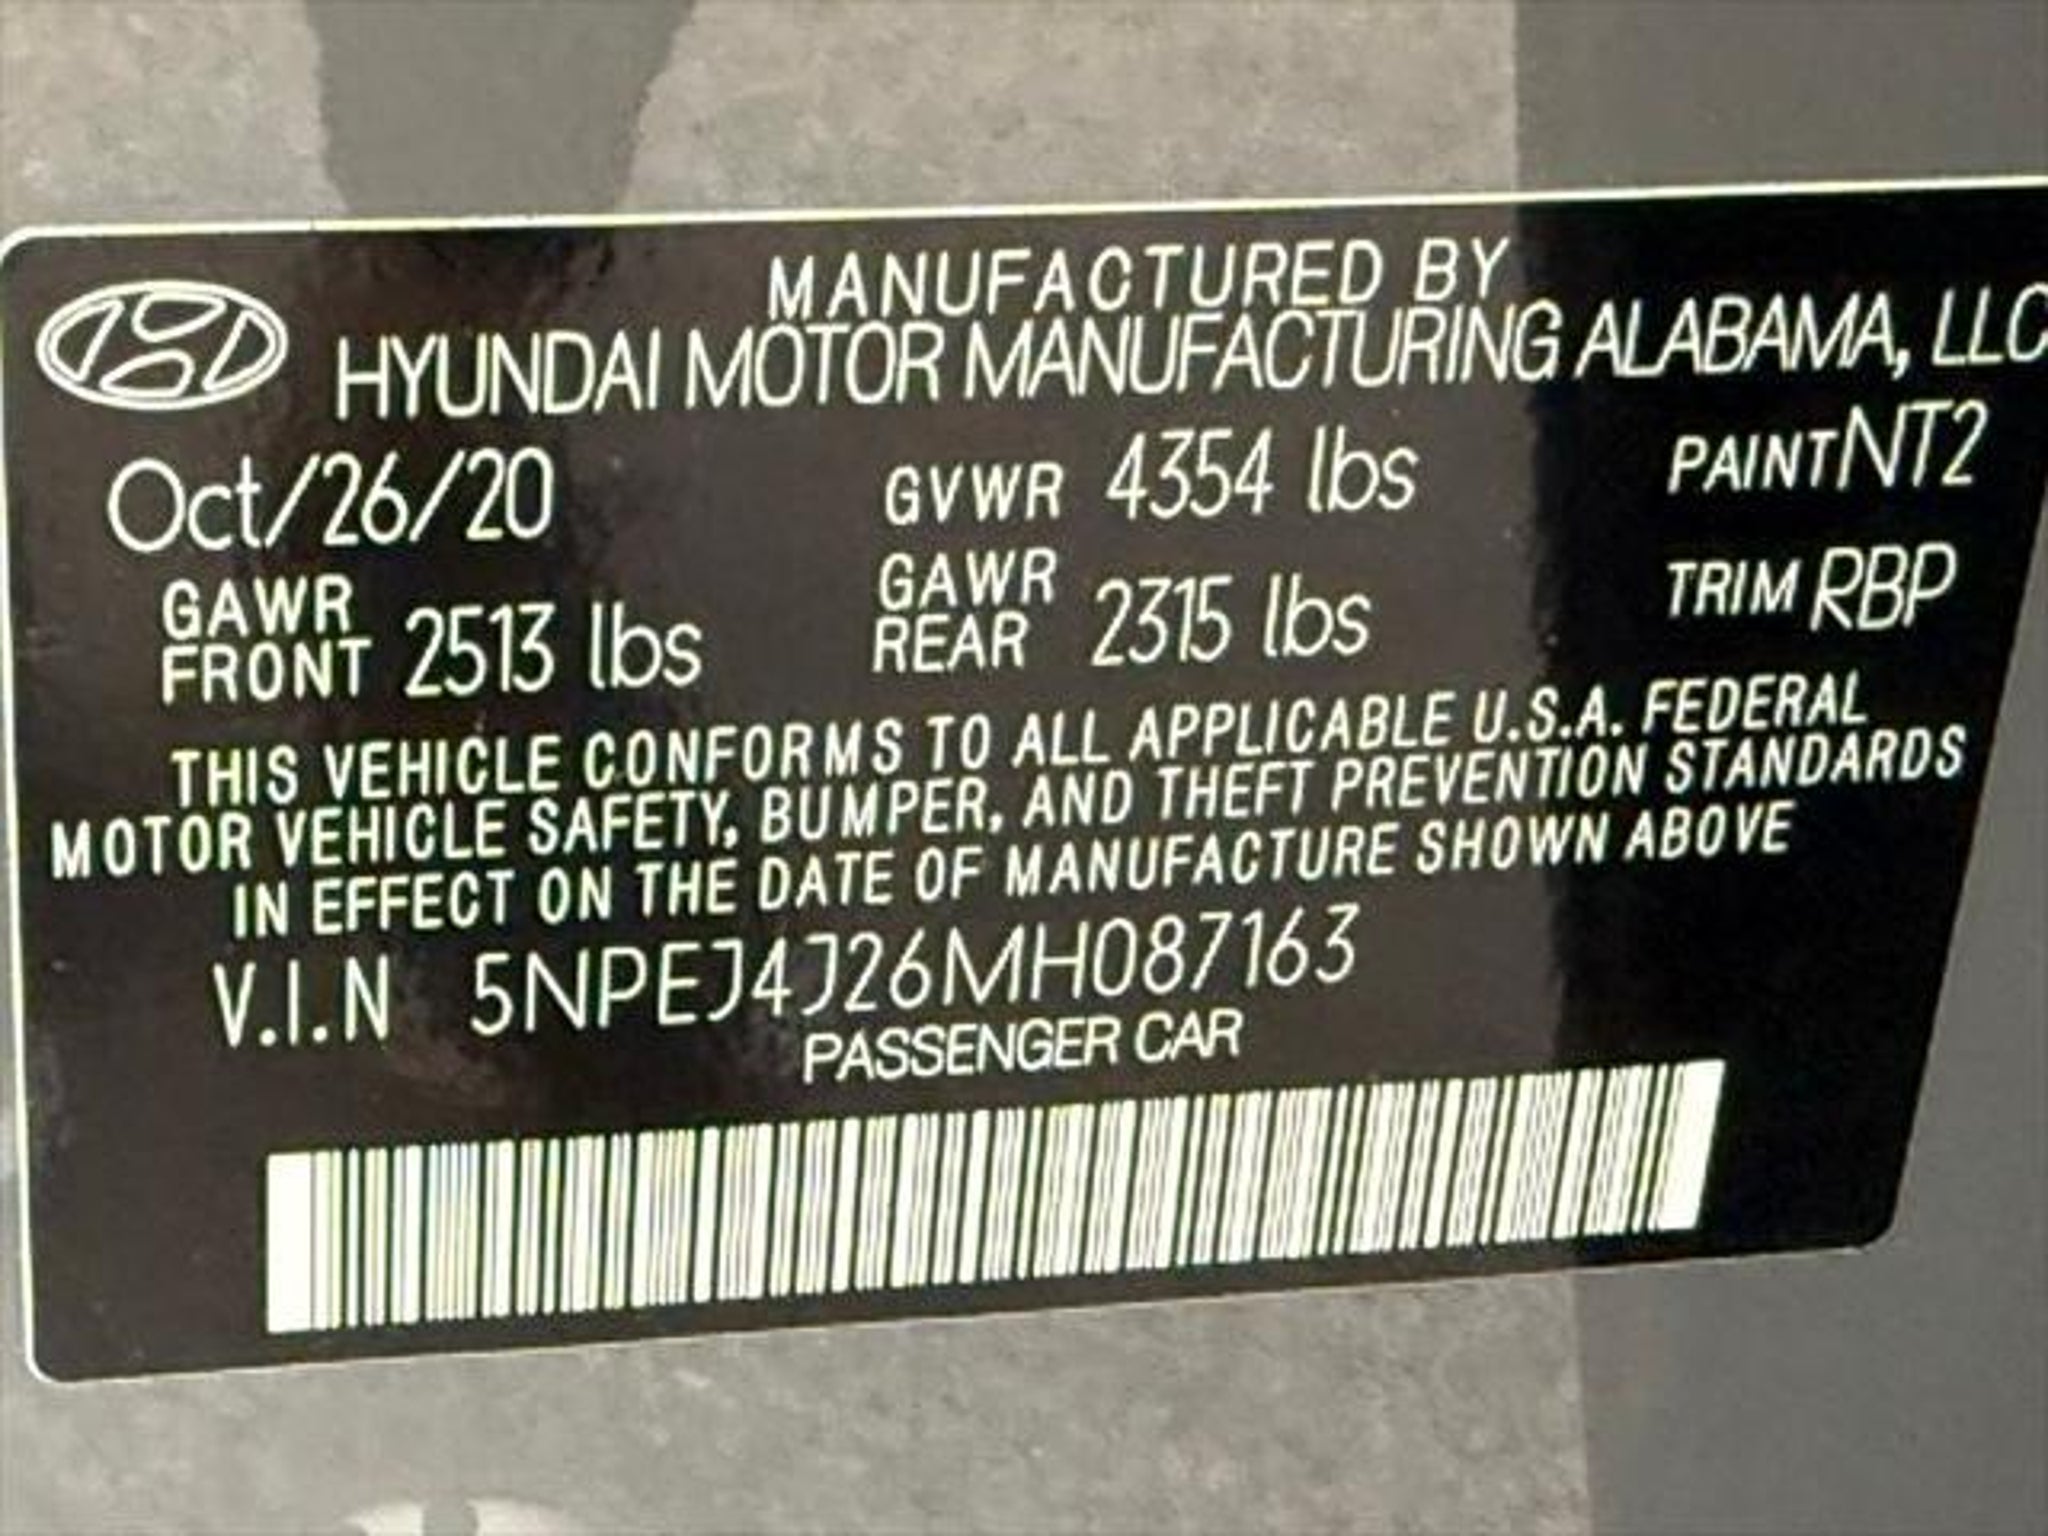 MANUFACTURED BY
HYUNDAI MOTOR MANUFACTURING ALABAMA, LLC
Oct/26/20 GVWR 4354 lbs PAINT NT2
GAWR FRONT 2513 lbs GAWR REAR 2315 lbs TRIM RBP
THIS VEHICLE CONFORMS TO ALL APPLICABLE U.S.A. FEDERAL
MOTOR VEHICLE SAFETY, BUMPER, AND THEFT PREVENTION STANDARDS
IN EFFECT ON THE DATE OF MANUFACTURE SHOWN ABOVE
V.I.N 5NPEJ4J26MH087163
PASSENGER CAR